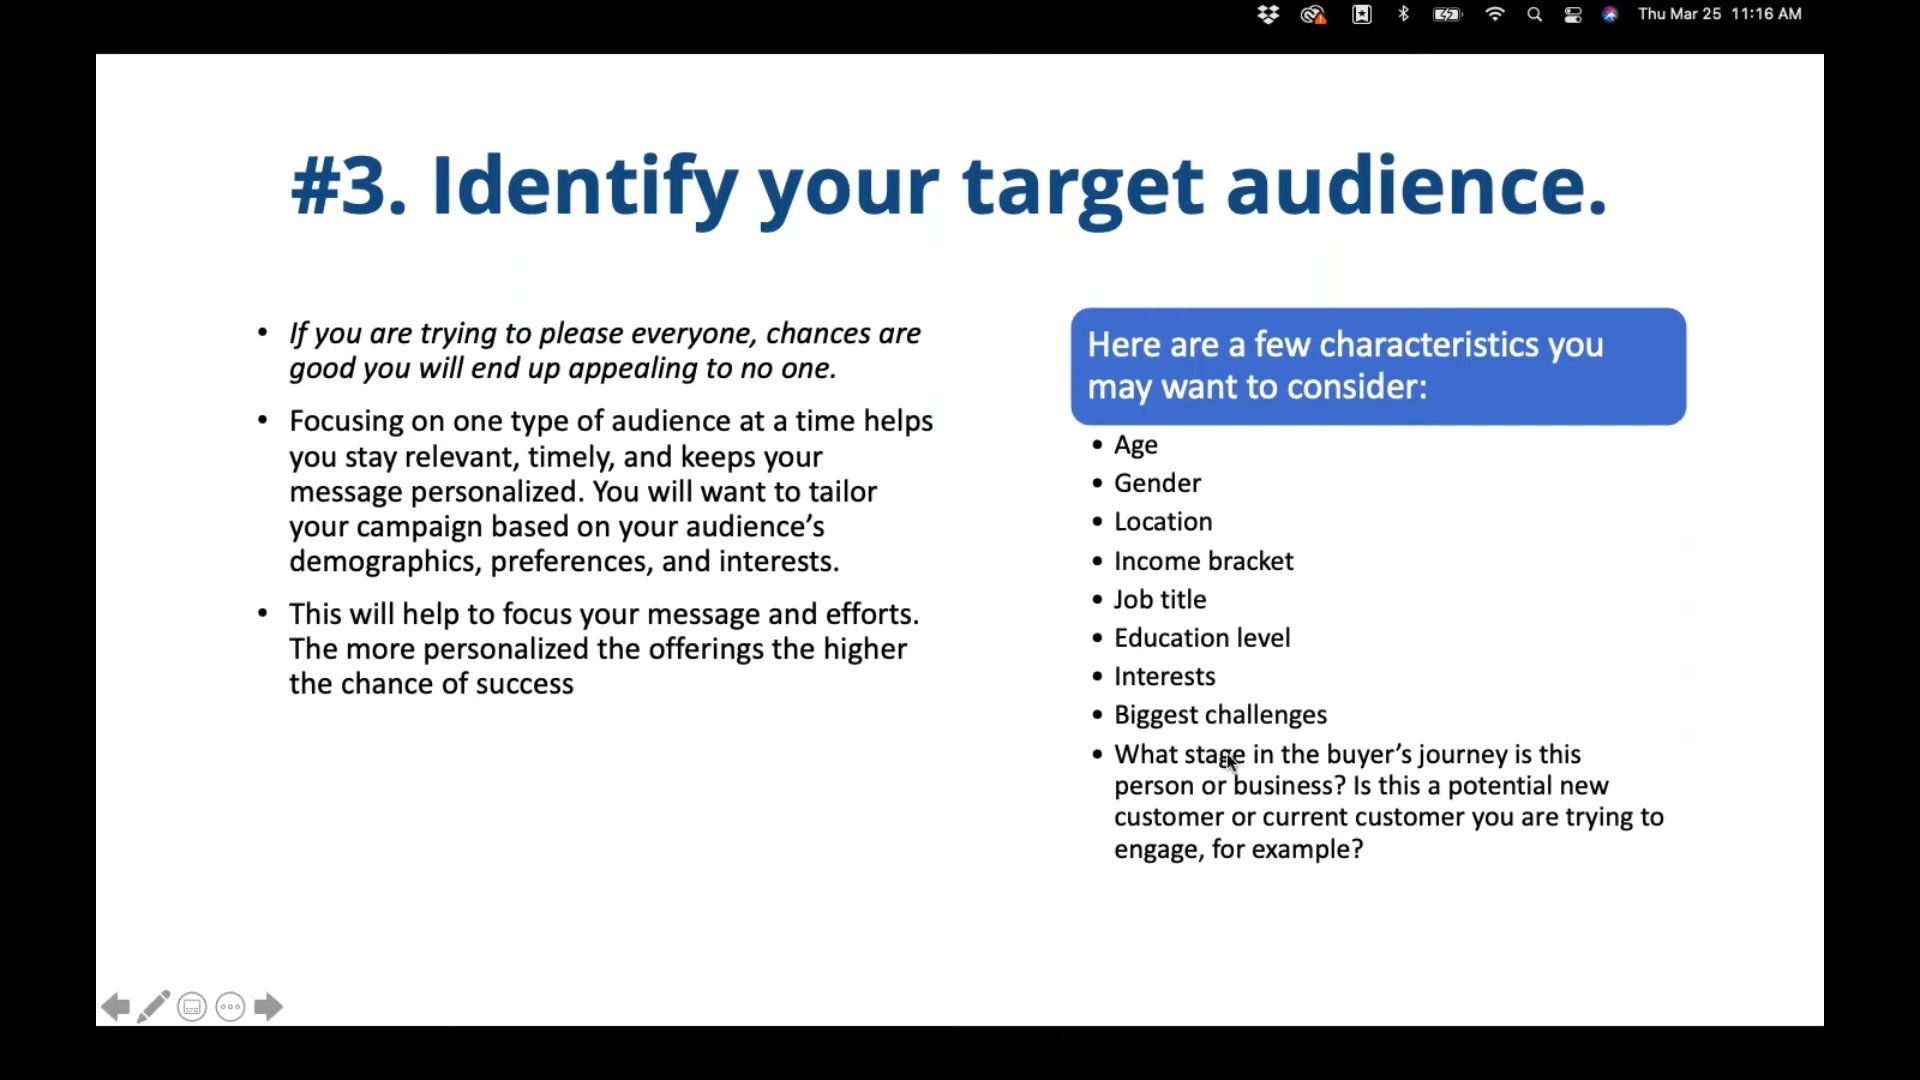 Thu Mar 25 11:16 AM
#3. Identify your target audience.
• If you are trying to please everyone, chances are
good you will end up appealing to no one.
• Focusing on one type of audience at a time helps
you stay relevant, timely, and keeps your
message personalized. You will want to tailor
your campaign based on your audience’s
demographics, preferences, and interests.
• This will help to focus your message and efforts.
The more personalized the offerings the higher
the chance of success
Here are a few characteristics you
may want to consider:
• Age
• Gender
• Location
• Income bracket
• Job title
• Education level
• Interests
• Biggest challenges
• What stage in the buyer’s journey is this
person or business? Is this a potential new
customer or current customer you are trying to
engage, for example?